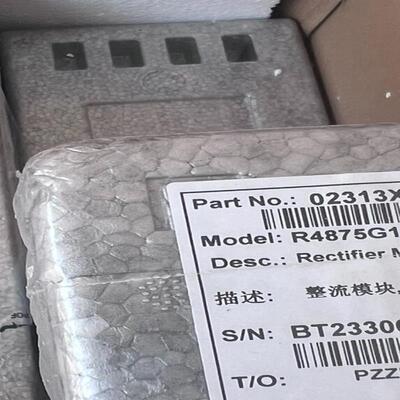 Part No.: 02313X
Model: R4875G1
Desc.: Rectifier M
描述: 整流模块,
S/N: BT2330
T/O: PZZ